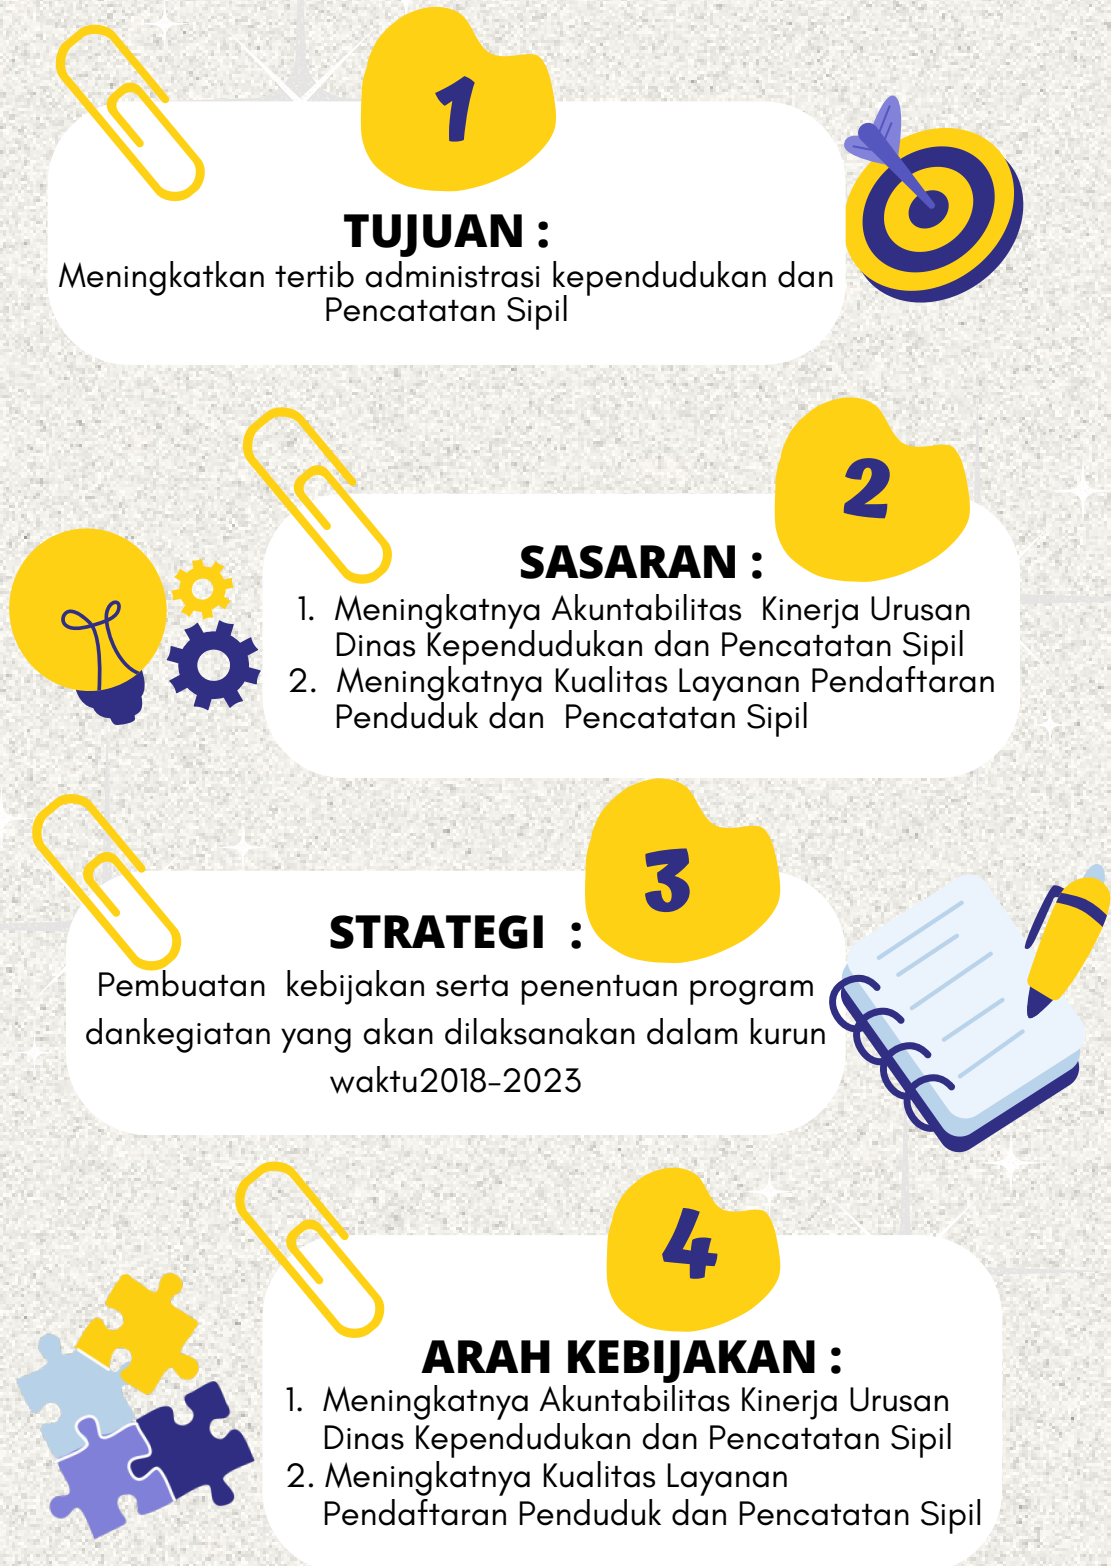 1
TUJUAN :
Meningkatkan tertib administrasi kependudukan dan
Pencatatan Sipil
2
SASARAN :
1. Meningkatnya Akuntabilitas Kinerja Urusan
Dinas Kependudukan dan Pencatatan Sipil
2. Meningkatnya Kualitas Layanan Pendaftaran
Penduduk dan Pencatatan Sipil
3
STRATEGI :
Pembuatan kebijakan serta penentuan program
dankegiatan yang akan dilaksanakan dalam kurun
waktu2018-2023
4
ARAH KEBIJAKAN :
1. Meningkatnya Akuntabilitas Kinerja Urusan
Dinas Kependudukan dan Pencatatan Sipil
2. Meningkatnya Kualitas Layanan
Pendaftaran Penduduk dan Pencatatan Sipil